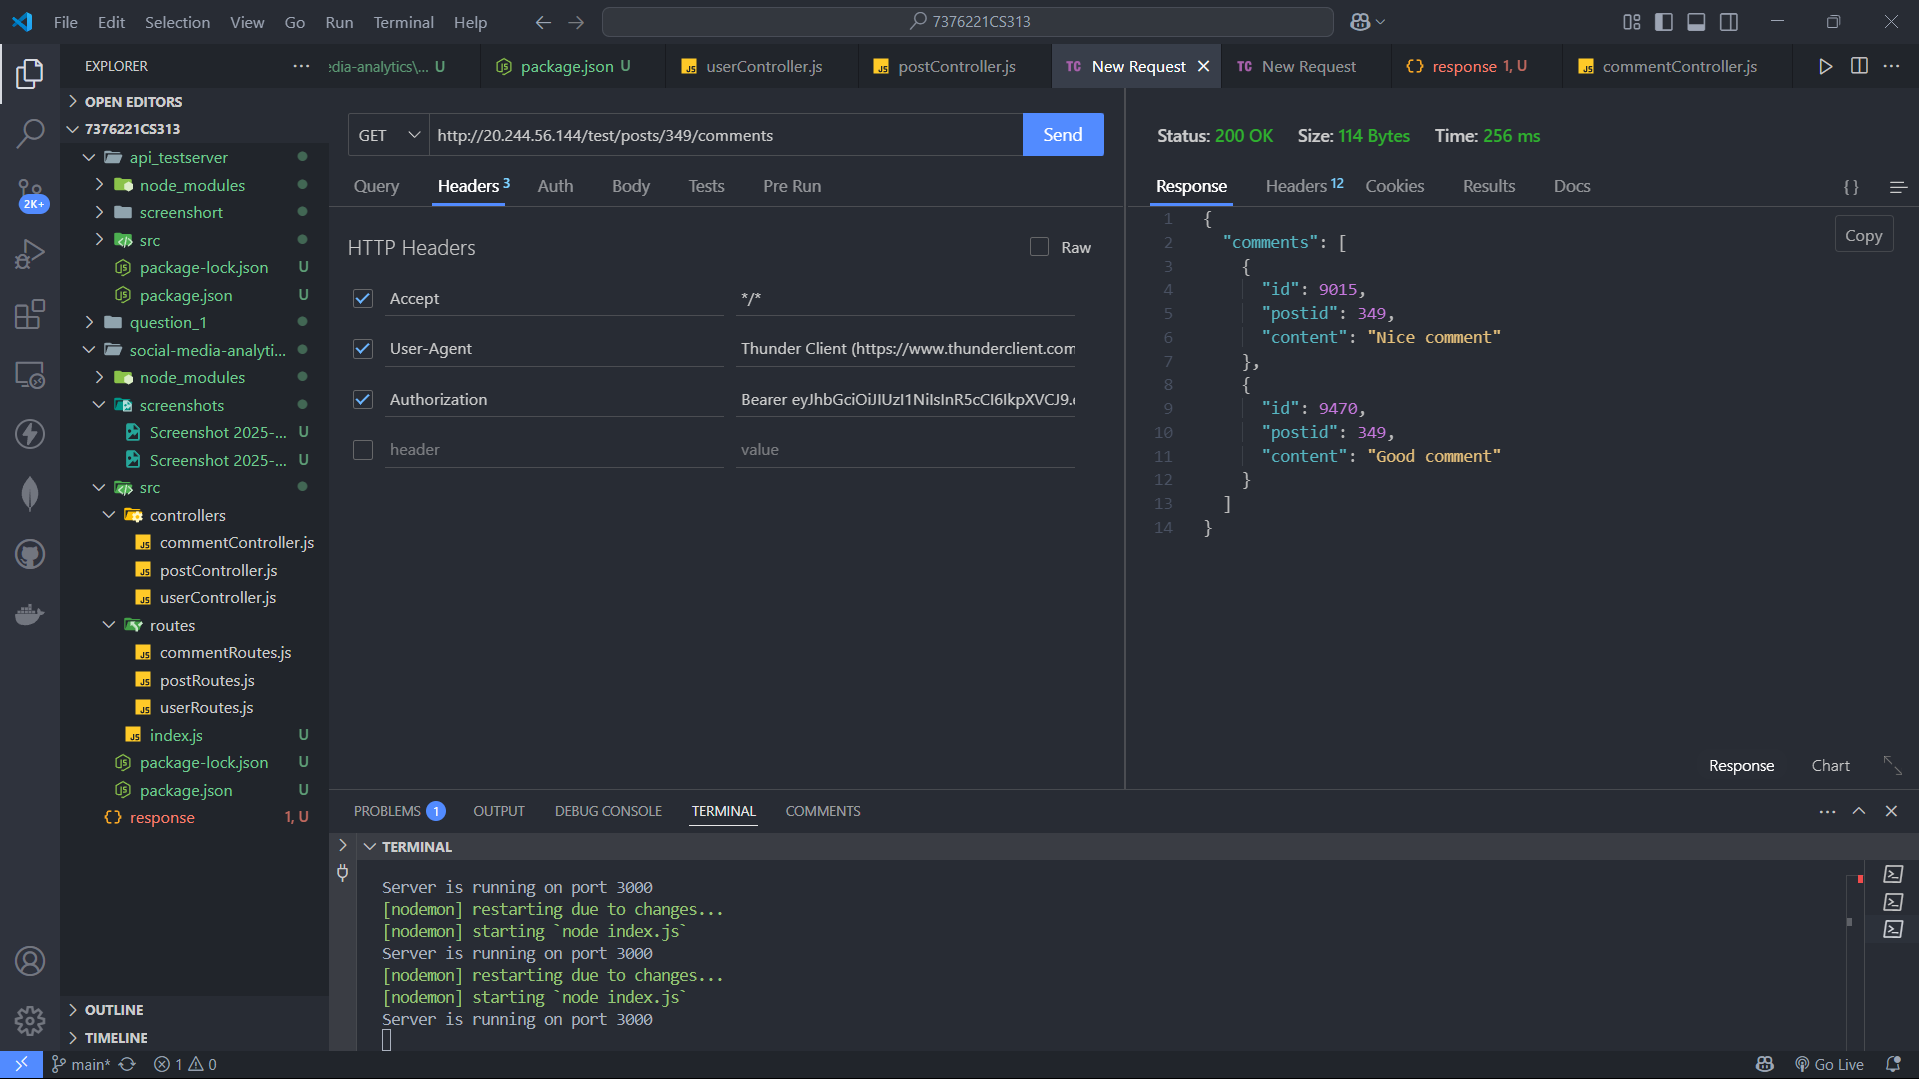 File Edit Selection View Go Run Terminal Help
7376221CS313
EXPLORER
edia-analytics\... U
package.json U
userController.js
postController.js
TC New Request
TC New Request
{} response 1, U
commentController.js
OPEN EDITORS
7376221CS313
api_testserver
node_modules
screenshort
src
package-lock.json U
package.json U
question_1
social-media-analyti...
node_modules
screenshots
Screenshot 2025-... U
Screenshot 2025-... U
src
controllers
commentController.js
postController.js
userController.js
routes
commentRoutes.js
postRoutes.js
userRoutes.js
index.js U
package-lock.json U
package.json U
{} response 1, U
OUTLINE
TIMELINE
2K+
GET http://20.244.56.144/test/posts/349/comments Send
Query Headers 3 Auth Body Tests Pre Run
HTTP Headers Raw
Accept */*
User-Agent Thunder Client (https://www.thunderclient.com
Authorization Bearer eyJhbGciOiJIUzI1NiIsInR5cCI6IkpXVCJ9.
header value
Status: 200 OK Size: 114 Bytes Time: 256 ms
Response Headers 12 Cookies Results Docs {}
Copy
1 {
2 "comments": [
3 {
4 "id": 9015,
5 "postid": 349,
6 "content": "Nice comment"
7 },
8 {
9 "id": 9470,
10 "postid": 349,
11 "content": "Good comment"
12 }
13 ]
14 }
Response Chart
PROBLEMS 1 OUTPUT DEBUG CONSOLE TERMINAL COMMENTS
TERMINAL
Server is running on port 3000
[nodemon] restarting due to changes...
[nodemon] starting `node index.js`
Server is running on port 3000
[nodemon] restarting due to changes...
[nodemon] starting `node index.js`
Server is running on port 3000
main* 1 0 Go Live